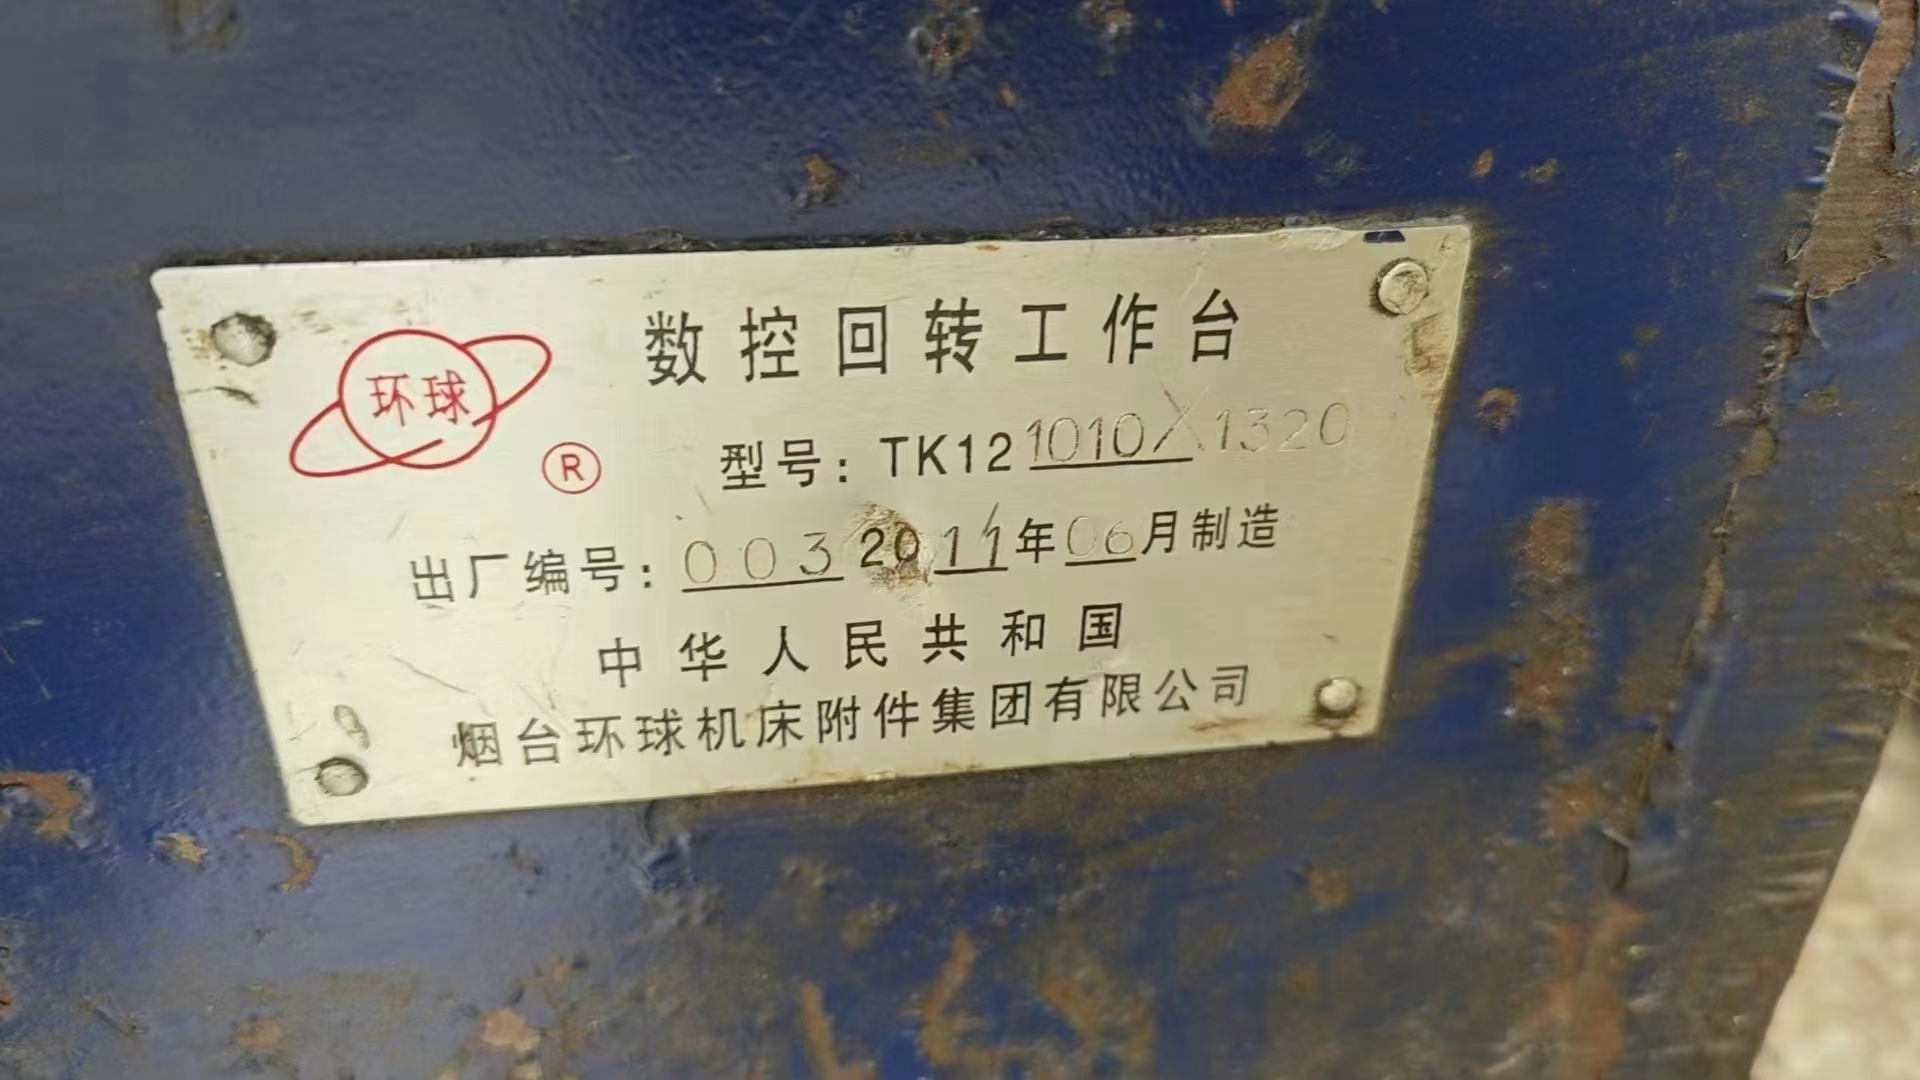 数控回转工作台
环球
®
型号：TK121010X1320
出厂编号：003 2011年06月制造
中华人民共和国
烟台环球机床附件集团有限公司